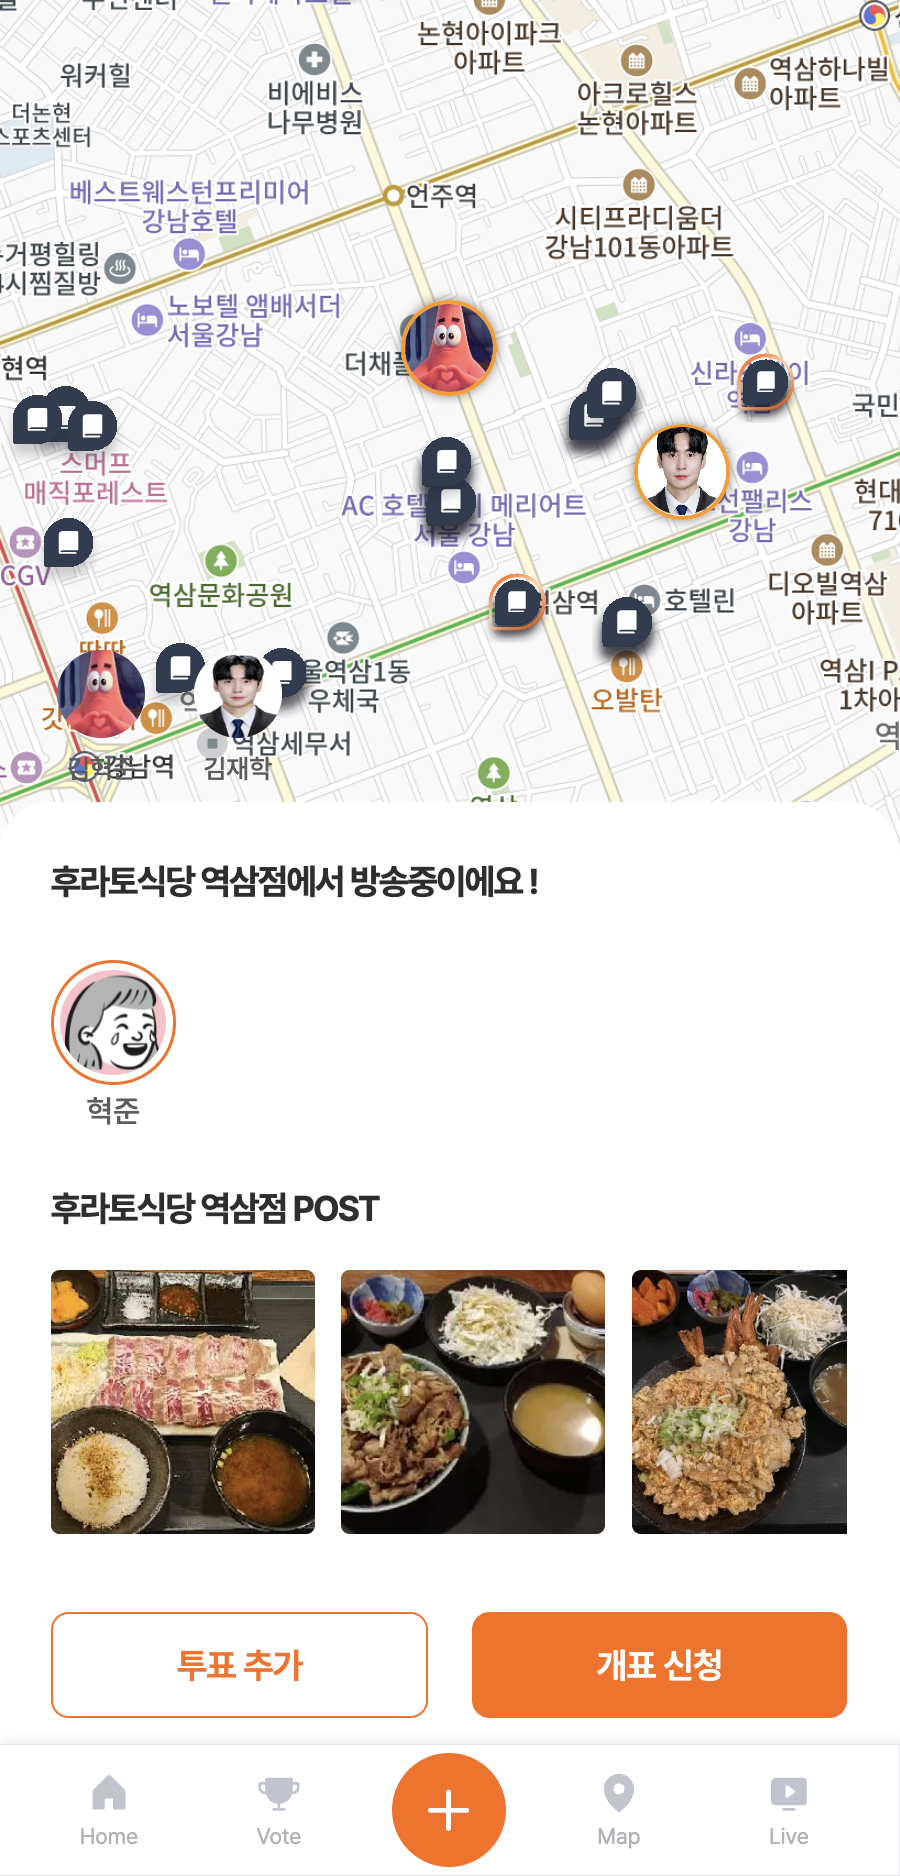 논현아이파크
아파트
워커힐
비에비스
나무병원
아크로힐스
논현아파트
역삼하나빌
아파트
더논현
스포츠센터
베스트웨스턴프리미어
강남호텔
언주역
시티프라디움더
강남101동아파트
거평힐링
시찜질방
노보텔 앰배서더
서울강남
현역
더채
신라
이
국민
스머프
매직포레스트
AC 호텔
메리어트
서울 강남
선팰리스
강남
현대
71
CGV
역삼문화공원
디오빌역삼
아파트
역삼역
호텔린
울역삼1동
우체국
오발탄
역삼I P
1차아
갓
역삼세무서
강남역
김재학
역
후라토식당 역삼점에서 방송중이에요 !
혁준
후라토식당 역삼점 POST
투표 추가
개표 신청
Home
Vote
Map
Live